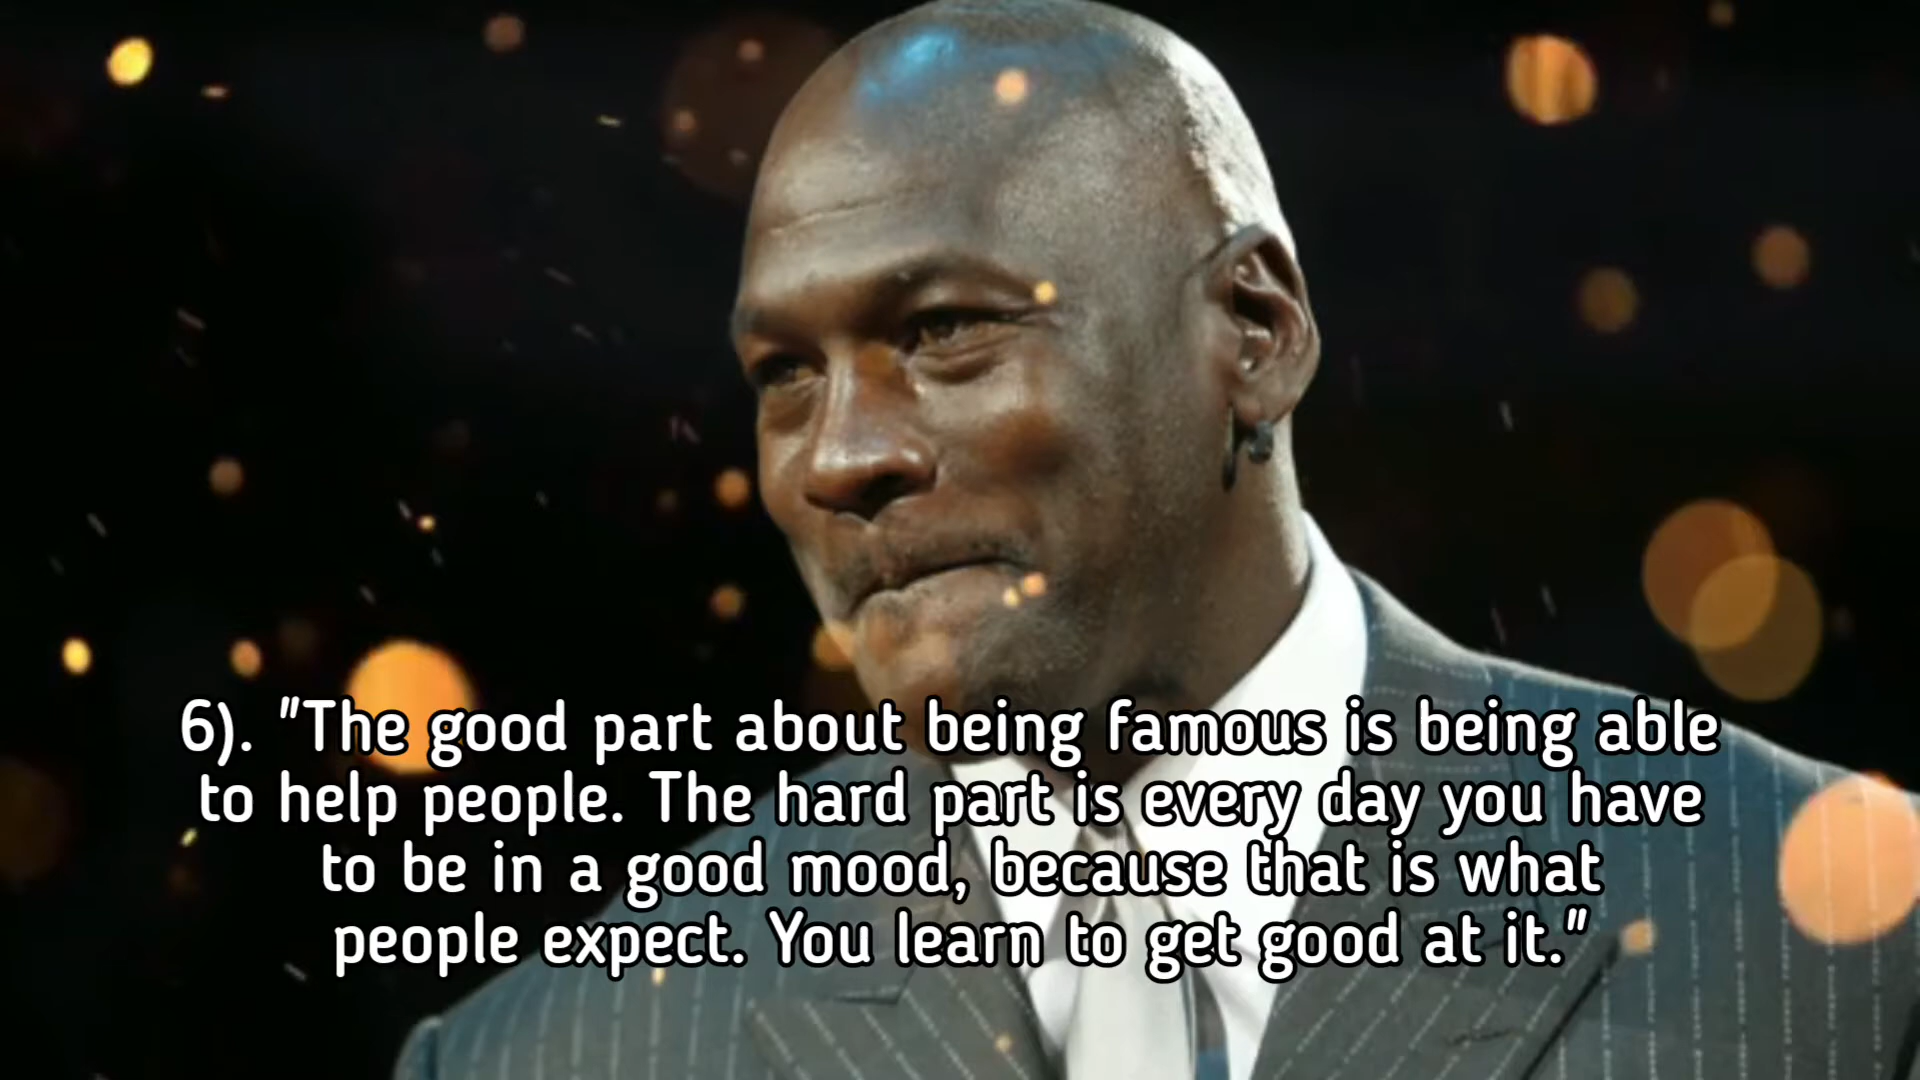 6). "The good part about being famous is being able
to help people. The hard part is every day you have
to be in a good mood, because that is what
people expect. You learn to get good at it."